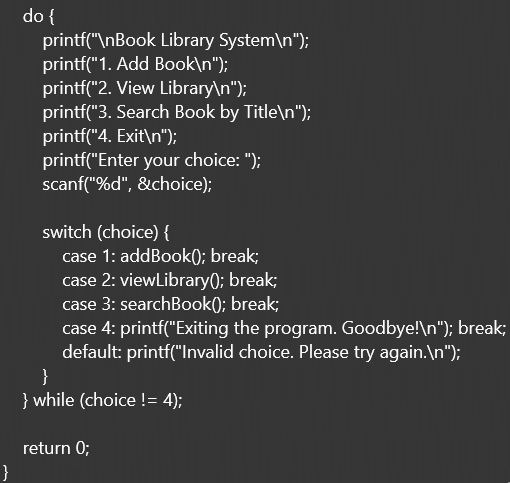 do {
printf("\nBook Library System\n");
printf("1. Add Book\n");
printf("2. View Library\n");
printf("3. Search Book by Title\n");
printf("4. Exit\n");
printf("Enter your choice: ");
scanf("%d", &choice);
switch (choice) {
case 1: addBook(); break;
case 2: viewLibrary(); break;
case 3: searchBook(); break;
case 4: printf("Exiting the program. Goodbye!\n"); break;
default: printf("Invalid choice. Please try again.\n");
}
} while (choice != 4);
return 0;
}